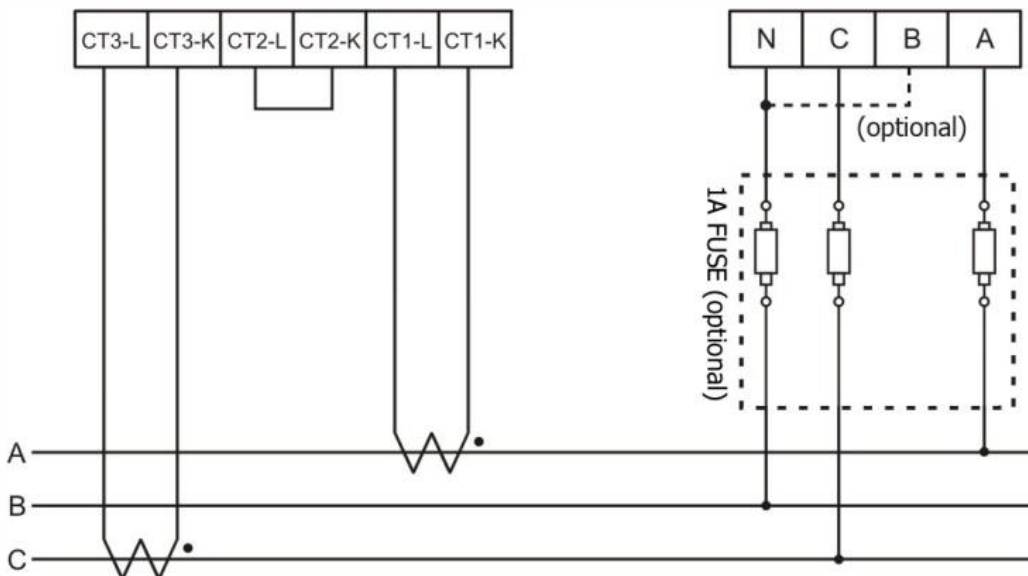 CT3-L CT3-K CT2-L CT2-K CT1-L CT1-K
N C B A
(optional)
1A FUSE (optional)
A
B
C